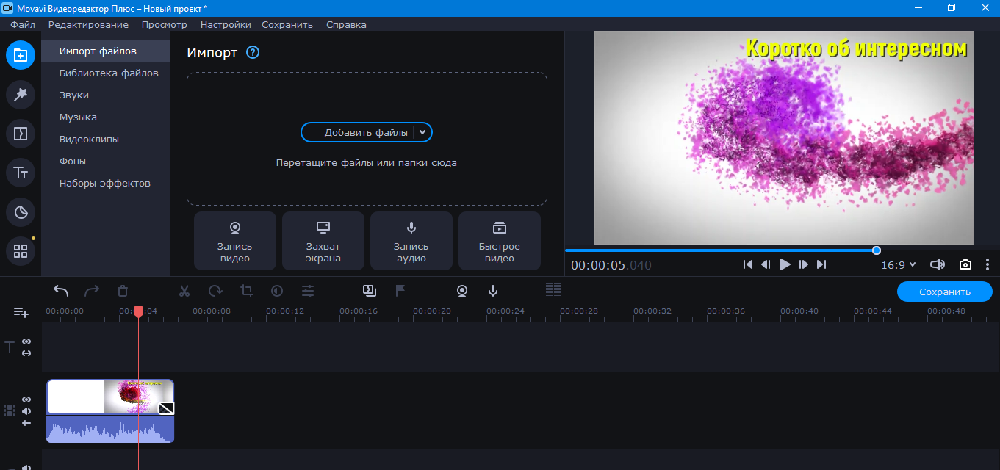 Movavi Видеоредактор Плюс – Новый проект *
Файл Редактирование Просмотр Настройки Сохранить Справка
Импорт файлов
Библиотека файлов
Звуки
Музыка
Видеоклипы
Фоны
Наборы эффектов
Импорт ?
Добавить файлы
Перетащите файлы или папки сюда
Запись
видео
Захват
экрана
Запись
аудио
Быстрое
видео
Коротко об интересном
00:00:05.040
16:9
Сохранить
00:00:00 :04 00:00:08 00:00:12 00:00:16 00:00:20 00:00:24 00:00:28 00:00:32 00:00:36 00:00:40 00:00:44 00:00:48